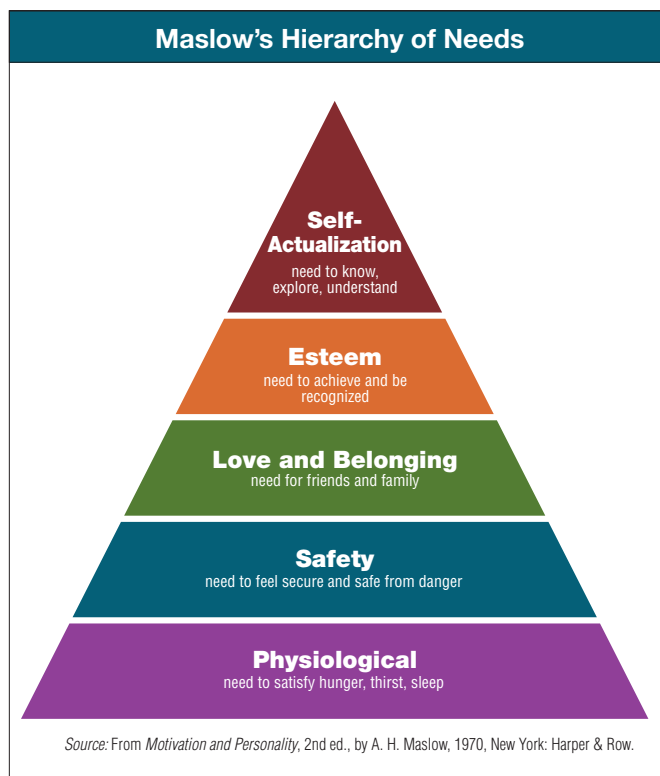 Maslow’s Hierarchy of Needs
Self-
Actualization
need to know,
explore, understand
Esteem
need to achieve and be
recognized
Love and Belonging
need for friends and family
Safety
need to feel secure and safe from danger
Physiological
need to satisfy hunger, thirst, sleep
Source: From Motivation and Personality, 2nd ed., by A. H. Maslow, 1970, New York: Harper & Row.